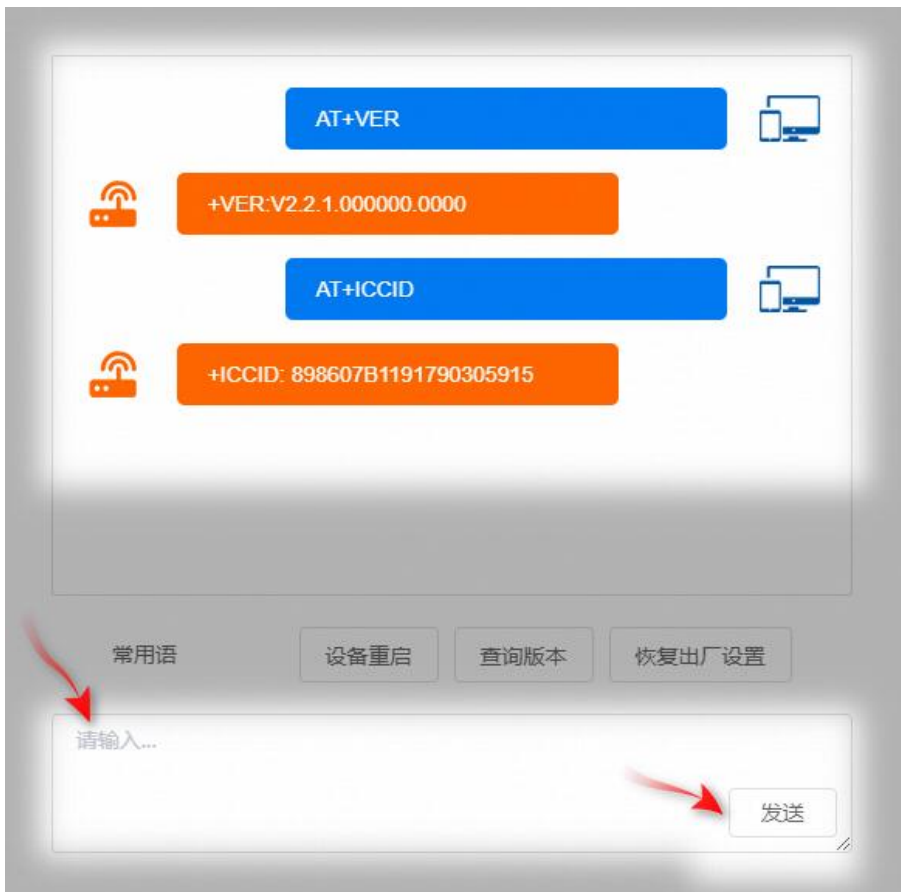 AT+VER
+VER:V2.2.1.000000.0000
AT+ICCID
+ICCID: 898607B1191790305915
常用语 设备重启 查询版本 恢复出厂设置
请输入...
发送